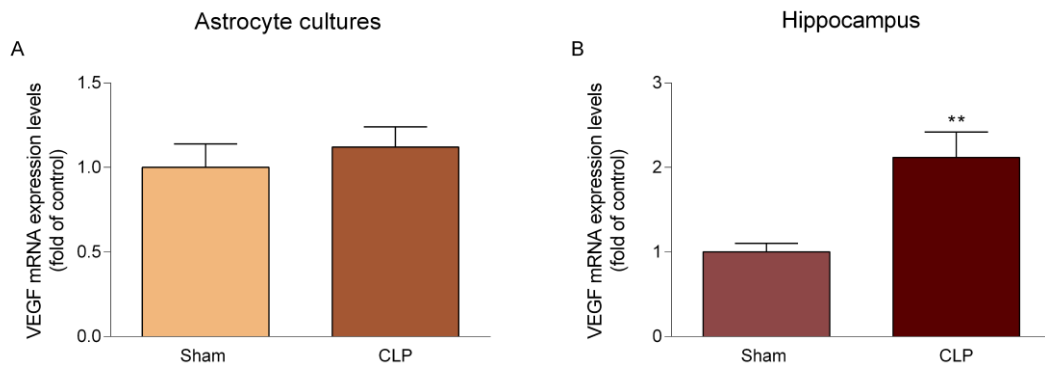 Astrocyte cultures
A
VEGF mRNA expression levels
(fold of control)
1.5
1.0
0.5
0.0
Sham
CLP
Hippocampus
B
VEGF mRNA expression levels
(fold of control)
3
2
1
0
**
Sham
CLP